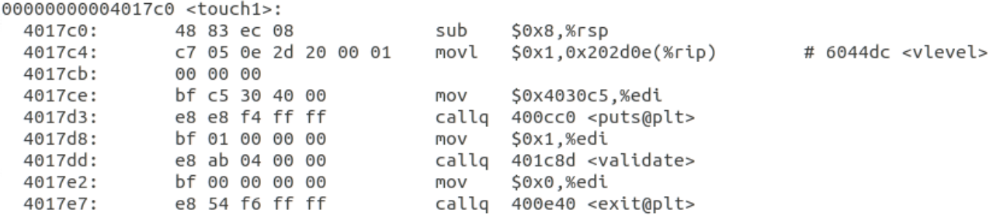 00000000004017c0 <touch1>:
4017c0: 48 83 ec 08 sub $0x8,%rsp
4017c4: c7 05 0e 2d 20 00 01 movl $0x1,0x202d0e(%rip) # 6044dc <vlevel>
4017cb: 00 00 00
4017ce: bf c5 30 40 00 mov $0x4030c5,%edi
4017d3: e8 e8 f4 ff ff callq 400cc0 <puts@plt>
4017d8: bf 01 00 00 00 mov $0x1,%edi
4017dd: e8 ab 04 00 00 callq 401c8d <validate>
4017e2: bf 00 00 00 00 mov $0x0,%edi
4017e7: e8 54 f6 ff ff callq 400e40 <exit@plt>